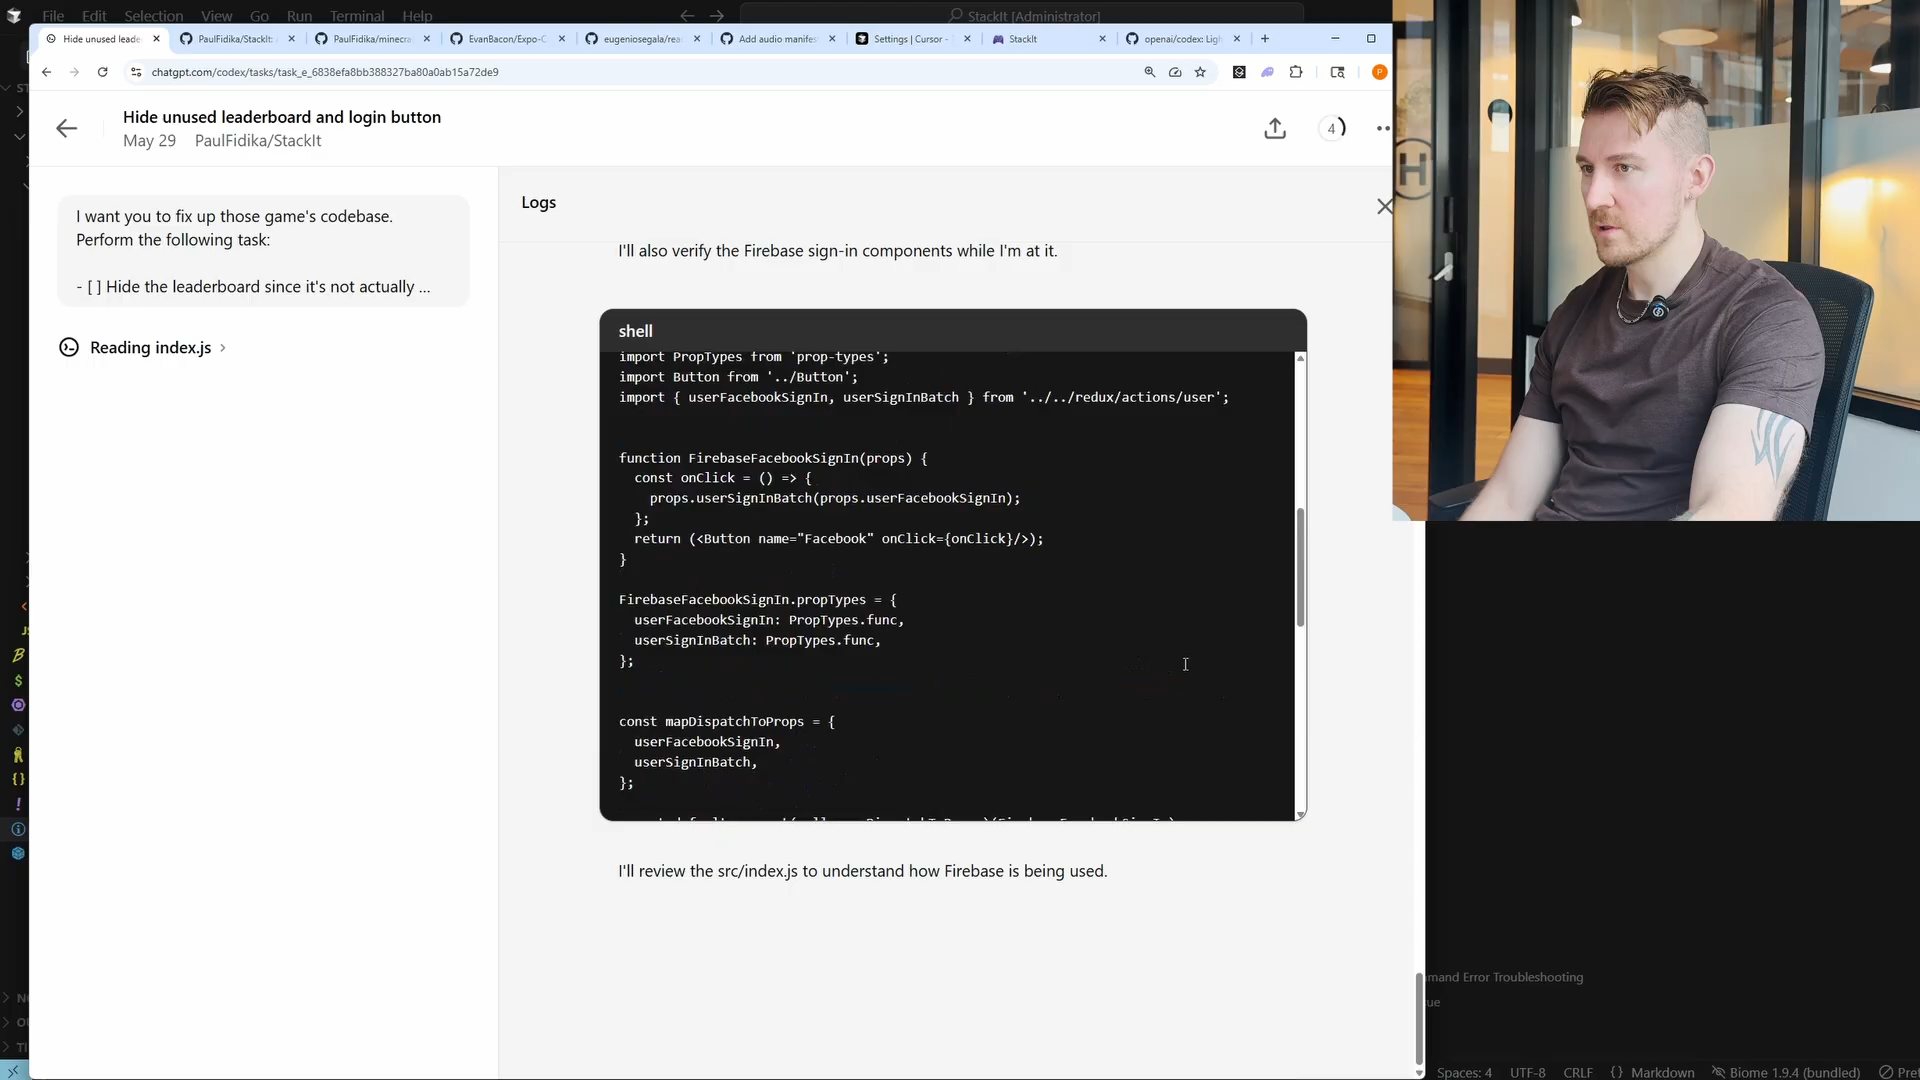 File Edit Selection View Go Run Terminal Help
StackIt [Administrator]
Hide unused leade
PaulFidika/StackIt:
PaulFidika/minecra
EvanBacon/Expo-C
eugeniosegala/rea
Add audio manifes
Settings | Cursor -
StackIt
openai/codex: Ligh
chatgpt.com/codex/tasks/task_e_6838efa8bb388327ba80a0ab15a72de9
P
Hide unused leaderboard and login button
May 29 PaulFidika/StackIt
4
I want you to fix up those game's codebase.
Perform the following task:
- [ ] Hide the leaderboard since it's not actually ...
Reading index.js
Logs
I'll also verify the Firebase sign-in components while I'm at it.
shell
import PropTypes from 'prop-types';
import Button from '../Button';
import { userFacebookSignIn, userSignInBatch } from '../../redux/actions/user';
function FirebaseFacebookSignIn(props) {
const onClick = () => {
props.userSignInBatch(props.userFacebookSignIn);
};
return (<Button name="Facebook" onClick={onClick}/>);
}
FirebaseFacebookSignIn.propTypes = {
userFacebookSignIn: PropTypes.func,
userSignInBatch: PropTypes.func,
};
const mapDispatchToProps = {
userFacebookSignIn,
userSignInBatch,
};
I'll review the src/index.js to understand how Firebase is being used.
mand Error Troubleshooting
ue
Spaces: 4 UTF-8 CRLF {} Markdown Biome 1.9.4 (bundled) Pret